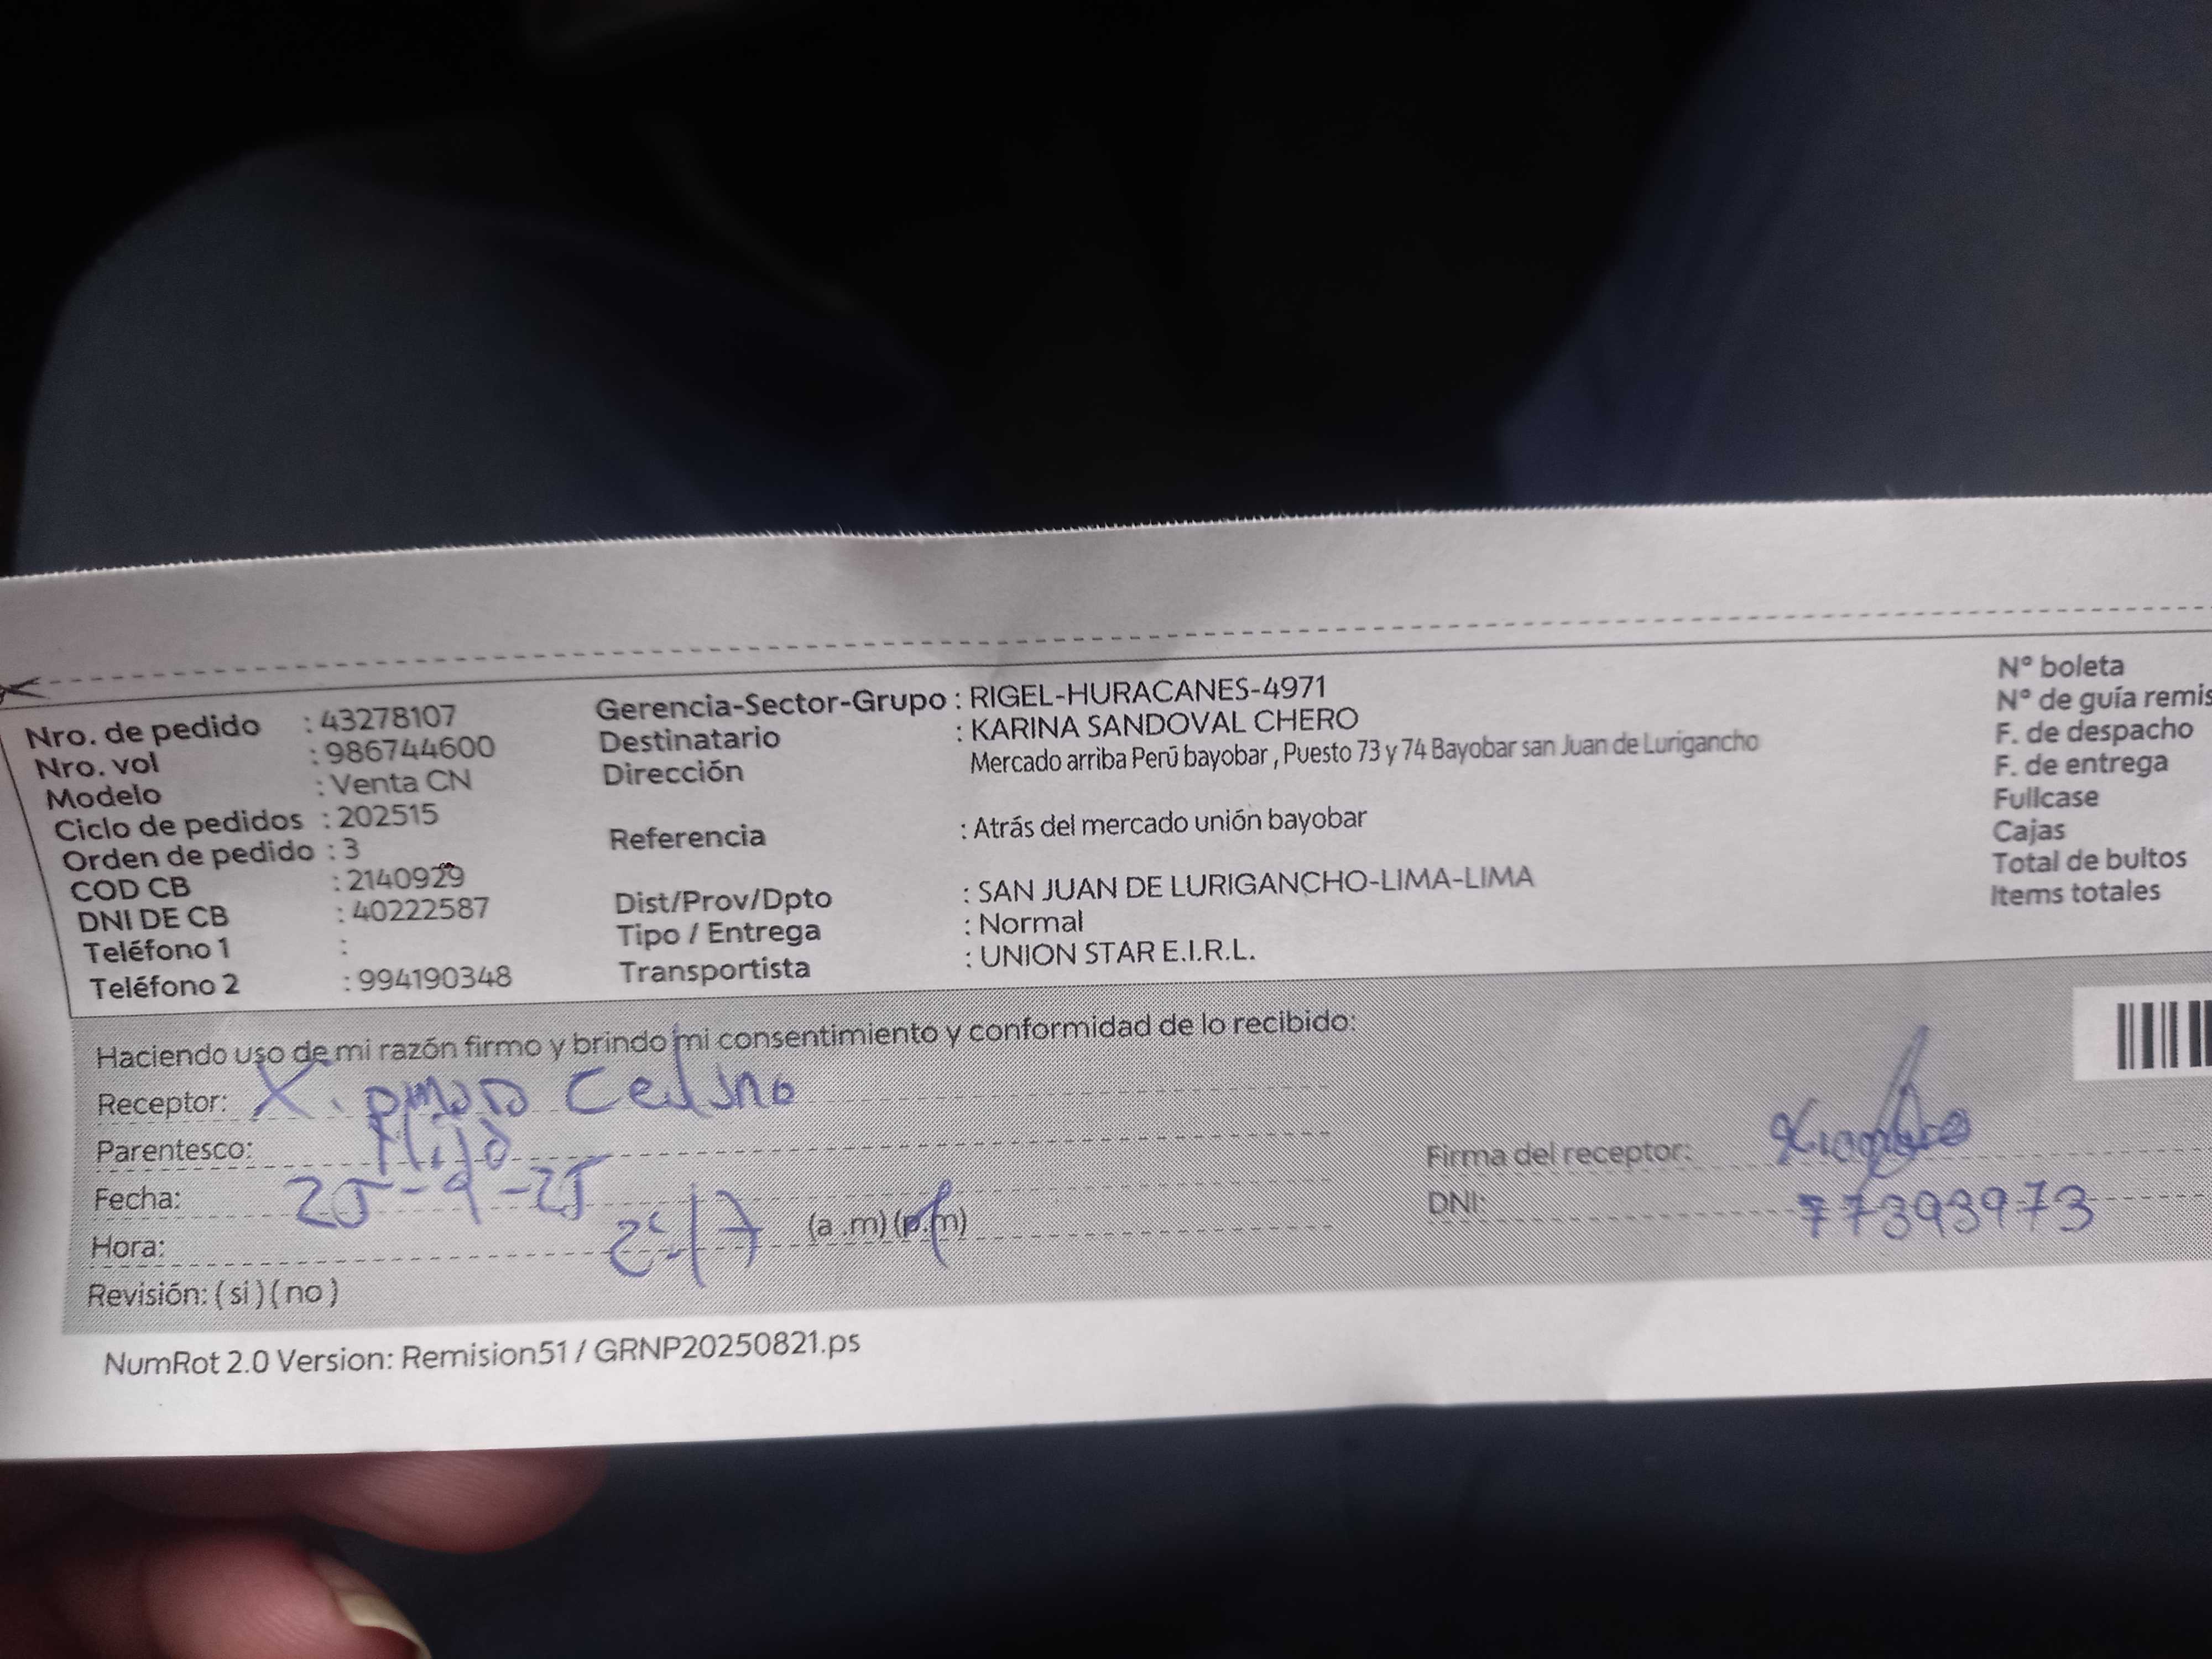 Nro. de pedido : 43278107
Nro. vol : 986744600
Modelo : Venta CN
Ciclo de pedidos : 202515
Orden de pedido : 3
COD CB : 2140929
DNI DE CB : 40222587
Teléfono 1 :
Teléfono 2 : 994190348
Gerencia-Sector-Grupo : RIGEL-HURACANES-4971
Destinatario : KARINA SANDOVAL CHERO
Dirección Mercado arriba Perú bayobar , Puesto 73 y 74 Bayobar san Juan de Lurigancho
Referencia : Atrás del mercado unión bayobar
Dist/Prov/Dpto : SAN JUAN DE LURIGANCHO-LIMA-LIMA
Tipo / Entrega : Normal
Transportista : UNION STAR E.I.R.L.
N° boleta
N° de guía remis
F. de despacho
F. de entrega
Fullcase
Cajas
Total de bultos
Items totales
Haciendo uso de mi razón firmo y brindo mi consentimiento y conformidad de lo recibido:
Receptor:
Parentesco: Hijo
Fecha: 25-9-25
Hora: (a .m) (p.m)
Revisión: ( si ) ( no )
Firma del receptor:
DNI: 77393973
NumRot 2.0 Version: Remision51 / GRNP20250821.ps